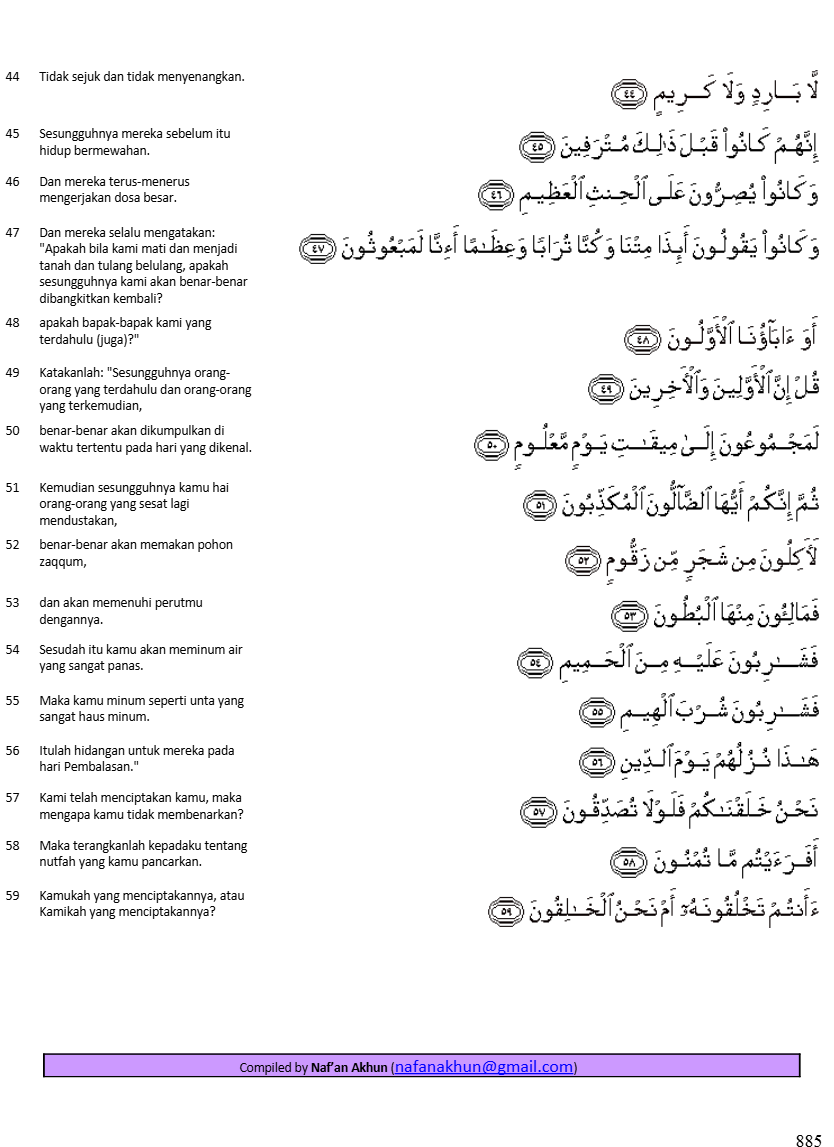 44 Tidak sejuk dan tidak menyenangkan.
لَّا بَارِدٍ وَلَا كَرِيمٍ ﴿٤٤﴾
45 Sesungguhnya mereka sebelum itu
hidup bermewahan.
إِنَّهُمْ كَانُوا۟ قَبْلَ ذَٰلِكَ مُتْرَفِينَ ﴿٤٥﴾
46 Dan mereka terus-menerus
mengerjakan dosa besar.
وَكَانُوا۟ يُصِرُّونَ عَلَى ٱلْحِنثِ ٱلْعَظِيمِ ﴿٤٦﴾
47 Dan mereka selalu mengatakan:
"Apakah bila kami mati dan menjadi
tanah dan tulang belulang, apakah
sesungguhnya kami akan benar-benar
dibangkitkan kembali?
وَكَانُوا۟ يَقُولُونَ أَئِذَا مِتْنَا وَكُنَّا تُرَابًا وَعِظَـٰمًا أَءِنَّا لَمَبْعُوثُونَ ﴿٤٧﴾
48 apakah bapak-bapak kami yang
terdahulu (juga)?"
أَوَ ءَابَآؤُنَا ٱلْأَوَّلُونَ ﴿٤٨﴾
49 Katakanlah: "Sesungguhnya orang-
orang yang terdahulu dan orang-orang
yang terkemudian,
قُلْ إِنَّ ٱلْأَوَّلِينَ وَٱلْأَخِرِينَ ﴿٤٩﴾
50 benar-benar akan dikumpulkan di
waktu tertentu pada hari yang dikenal.
لَمَجْمُوعُونَ إِلَىٰ مِيقَـٰتِ يَوْمٍ مَّعْلُومٍ ﴿٥٠﴾
51 Kemudian sesungguhnya kamu hai
orang-orang yang sesat lagi
mendustakan,
ثُمَّ إِنَّكُمْ أَيُّهَا ٱلضَّآلُّونَ ٱلْمُكَذِّبُونَ ﴿٥١﴾
52 benar-benar akan memakan pohon
zaqqum,
لَأَكِلُونَ مِن شَجَرٍ مِّن زَقُّومٍ ﴿٥٢﴾
53 dan akan memenuhi perutmu
dengannya.
فَمَالِـُٔونَ مِنْهَا ٱلْبُطُونَ ﴿٥٣﴾
54 Sesudah itu kamu akan meminum air
yang sangat panas.
فَشَـٰرِبُونَ عَلَيْهِ مِنَ ٱلْحَمِيمِ ﴿٥٤﴾
55 Maka kamu minum seperti unta yang
sangat haus minum.
فَشَـٰرِبُونَ شُرْبَ ٱلْهِيمِ ﴿٥٥﴾
56 Itulah hidangan untuk mereka pada
hari Pembalasan."
هَـٰذَا نُزُلُهُمْ يَوْمَ ٱلدِّينِ ﴿٥٦﴾
57 Kami telah menciptakan kamu, maka
mengapa kamu tidak membenarkan?
نَحْنُ خَلَقْنَـٰكُمْ فَلَوْلَا تُصَدِّقُونَ ﴿٥٧﴾
58 Maka terangkanlah kepadaku tentang
nutfah yang kamu pancarkan.
أَفَرَءَيْتُم مَّا تُمْنُونَ ﴿٥٨﴾
59 Kamukah yang menciptakannya, atau
Kamikah yang menciptakannya?
ءَأَنتُمْ تَخْلُقُونَهُۥٓ أَمْ نَحْنُ ٱلْخَـٰلِقُونَ ﴿٥٩﴾
Compiled by Naf’an Akhun (nafanakhun@gmail.com)
885